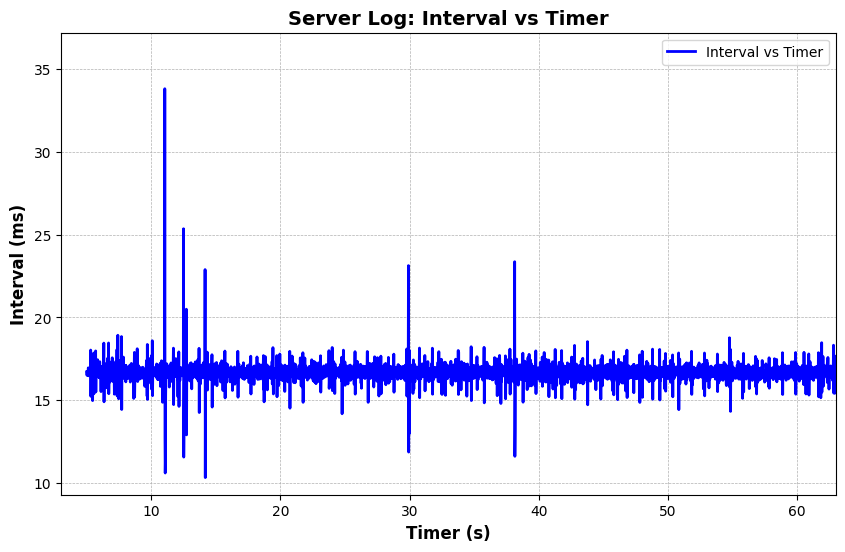 Server Log: Interval vs Timer
Interval vs Timer
35
30
25
20
15
10
Interval (ms)
10 20 30 40 50 60
Timer (s)